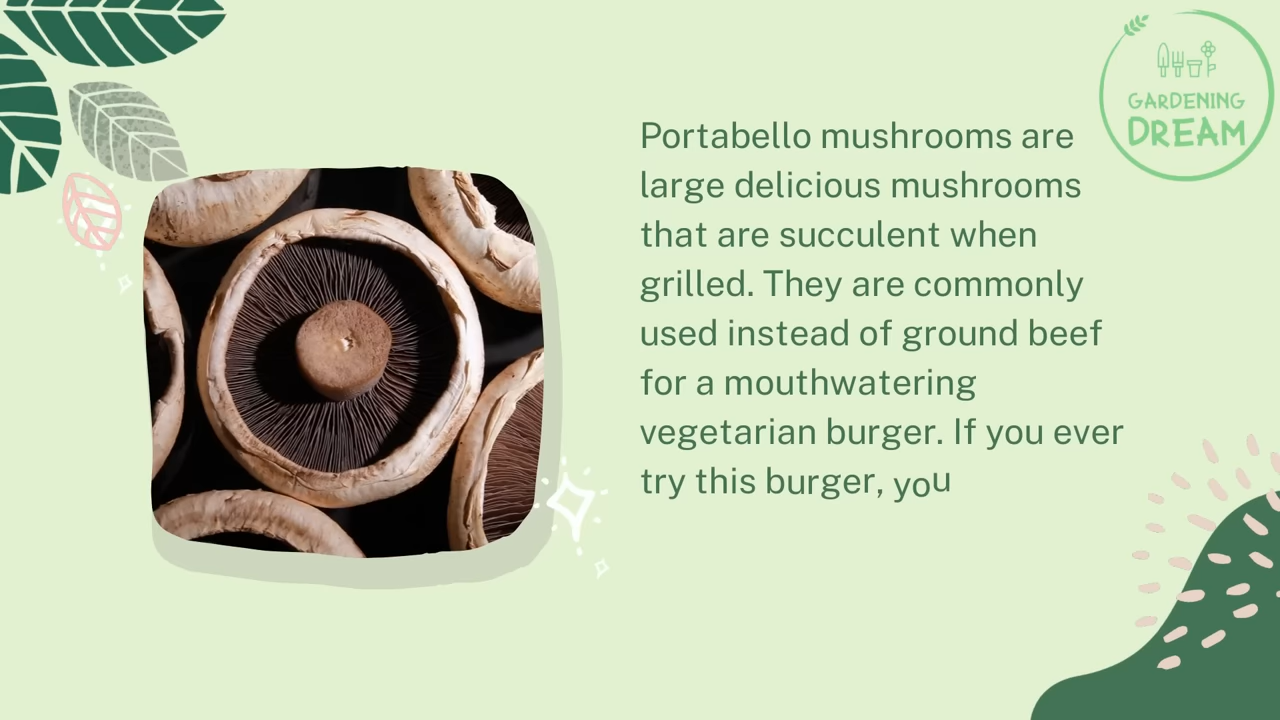 GARDENING
DREAM
Portabello mushrooms are
large delicious mushrooms
that are succulent when
grilled. They are commonly
used instead of ground beef
for a mouthwatering
vegetarian burger. If you ever
try this burger, you